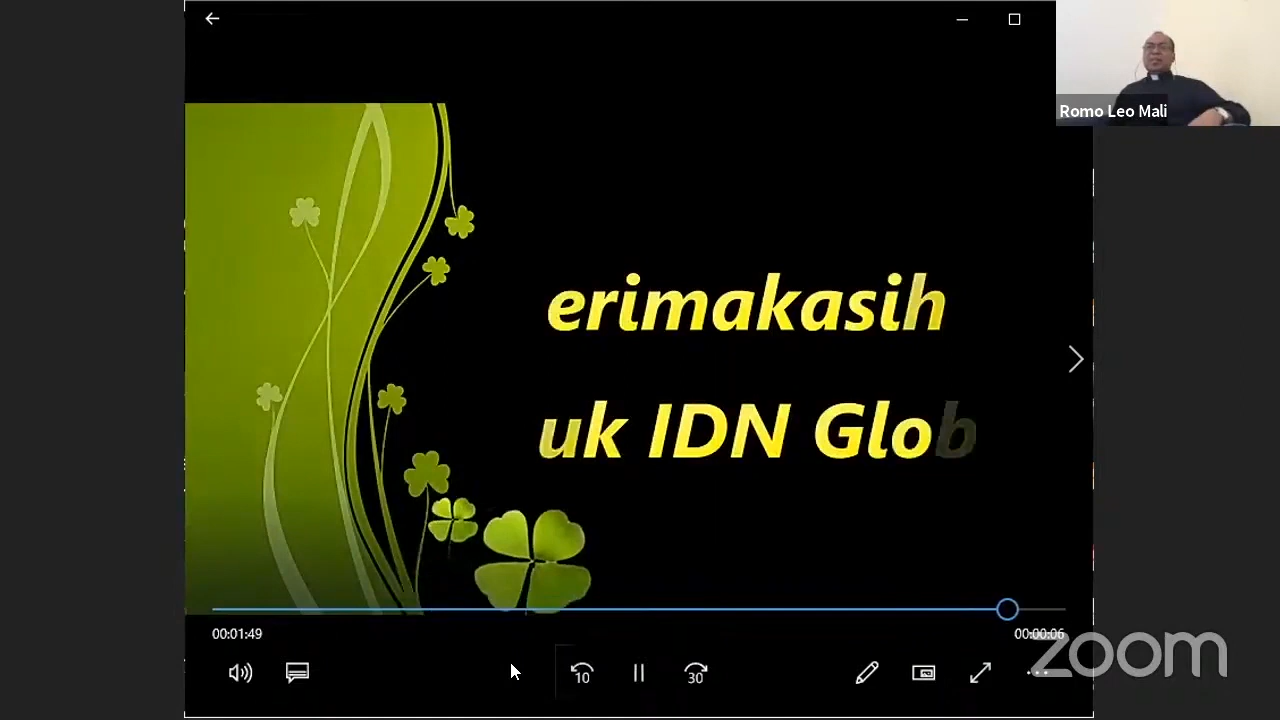 Romo Leo Mali
erimakasih
uk IDN Glob
00:01:49
00:00:06
10
30
zoom